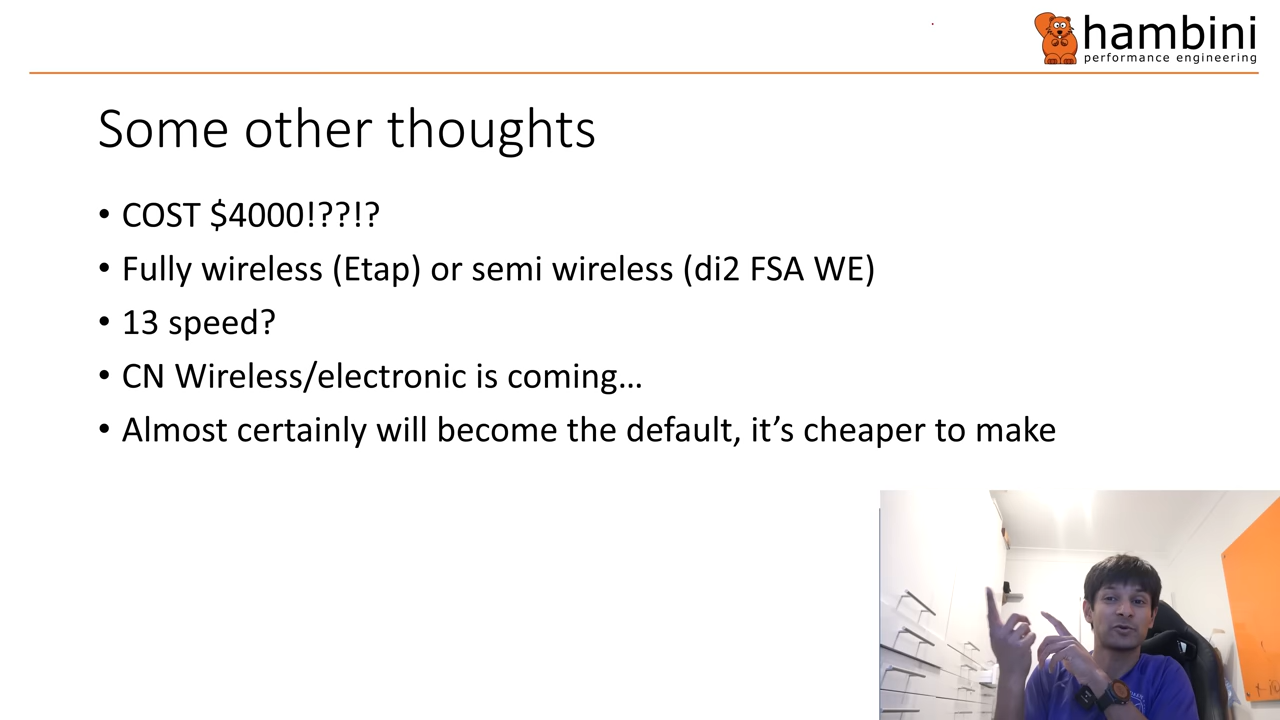 hambini
performance engineering
Some other thoughts
• COST $4000!??!?
• Fully wireless (Etap) or semi wireless (di2 FSA WE)
• 13 speed?
• CN Wireless/electronic is coming…
• Almost certainly will become the default, it’s cheaper to make